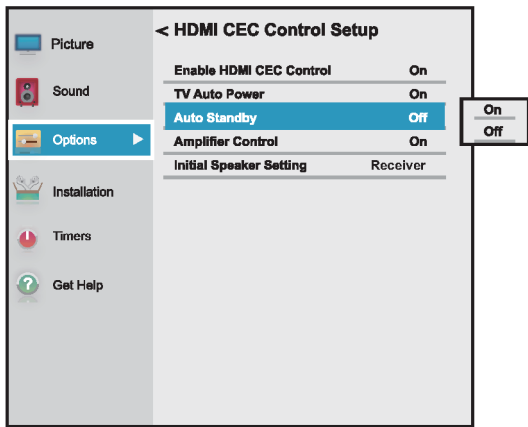 < HDMI CEC Control Setup
Picture
Sound
Options
Installation
Timers
Get Help
Enable HDMI CEC Control On
TV Auto Power On
Auto Standby Off
Amplifier Control On
Initial Speaker Setting Receiver
On
Off